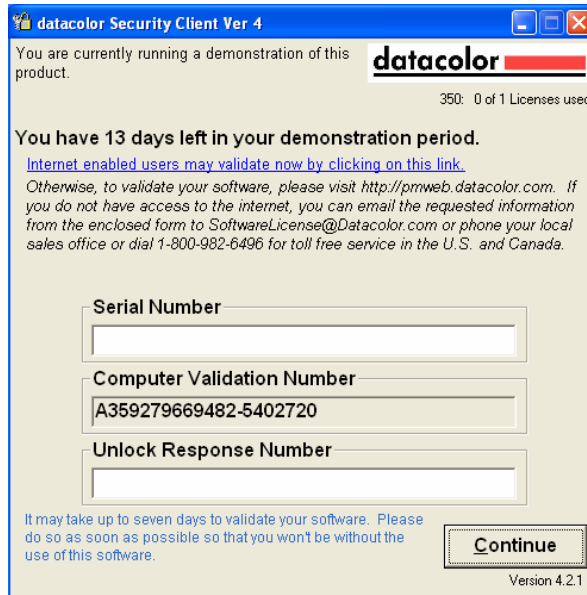 datacolor Security Client Ver 4
You are currently running a demonstration of this
product.
datacolor
350: 0 of 1 Licenses used
You have 13 days left in your demonstration period.
Internet enabled users may validate now by clicking on this link.
Otherwise, to validate your software, please visit http://pmweb.datacolor.com. If
you do not have access to the internet, you can email the requested information
from the enclosed form to SoftwareLicense@Datacolor.com or phone your local
sales office or dial 1-800-982-6496 for toll free service in the U.S. and Canada.
Serial Number
Computer Validation Number
A359279669482-5402720
Unlock Response Number
It may take up to seven days to validate your software. Please
do so as soon as possible so that you won't be without the
use of this software.
Continue
Version 4.2.1